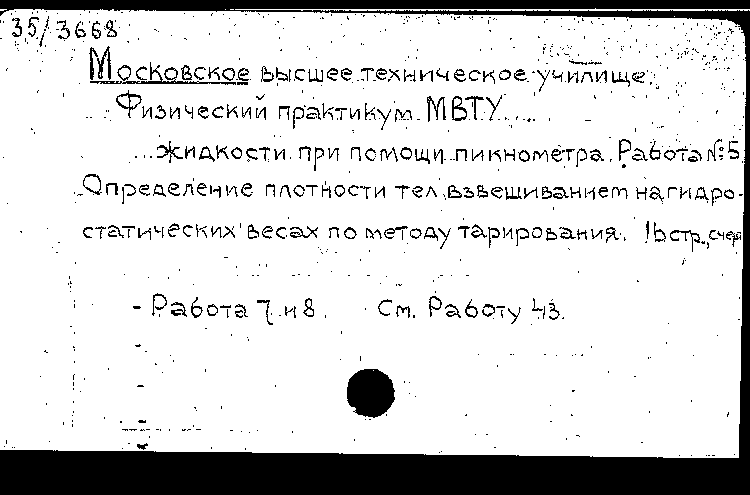 35/3668
Московское высшее техническое училище.
Физический практикум МВТУ....
...жидкости при помощи пикнометра. Работа №5
Определение плотности тел взвешиванием на гидро-
статических весах по методу тарирования. 16 стр.,
- Работа 7 и 8. См. Работу 43.